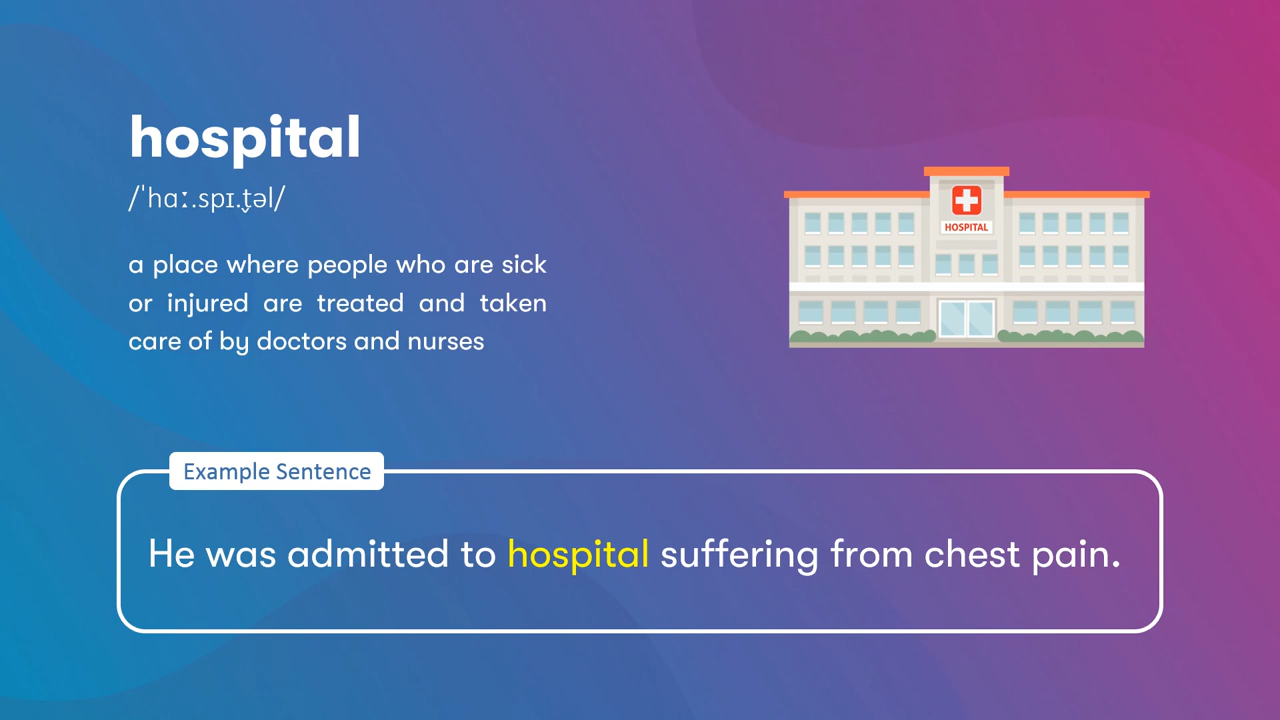 hospital
/ˈhɑː.spɪ.t̬əl/
a place where people who are sick
or injured are treated and taken
care of by doctors and nurses
HOSPITAL
Example Sentence
He was admitted to hospital suffering from chest pain.